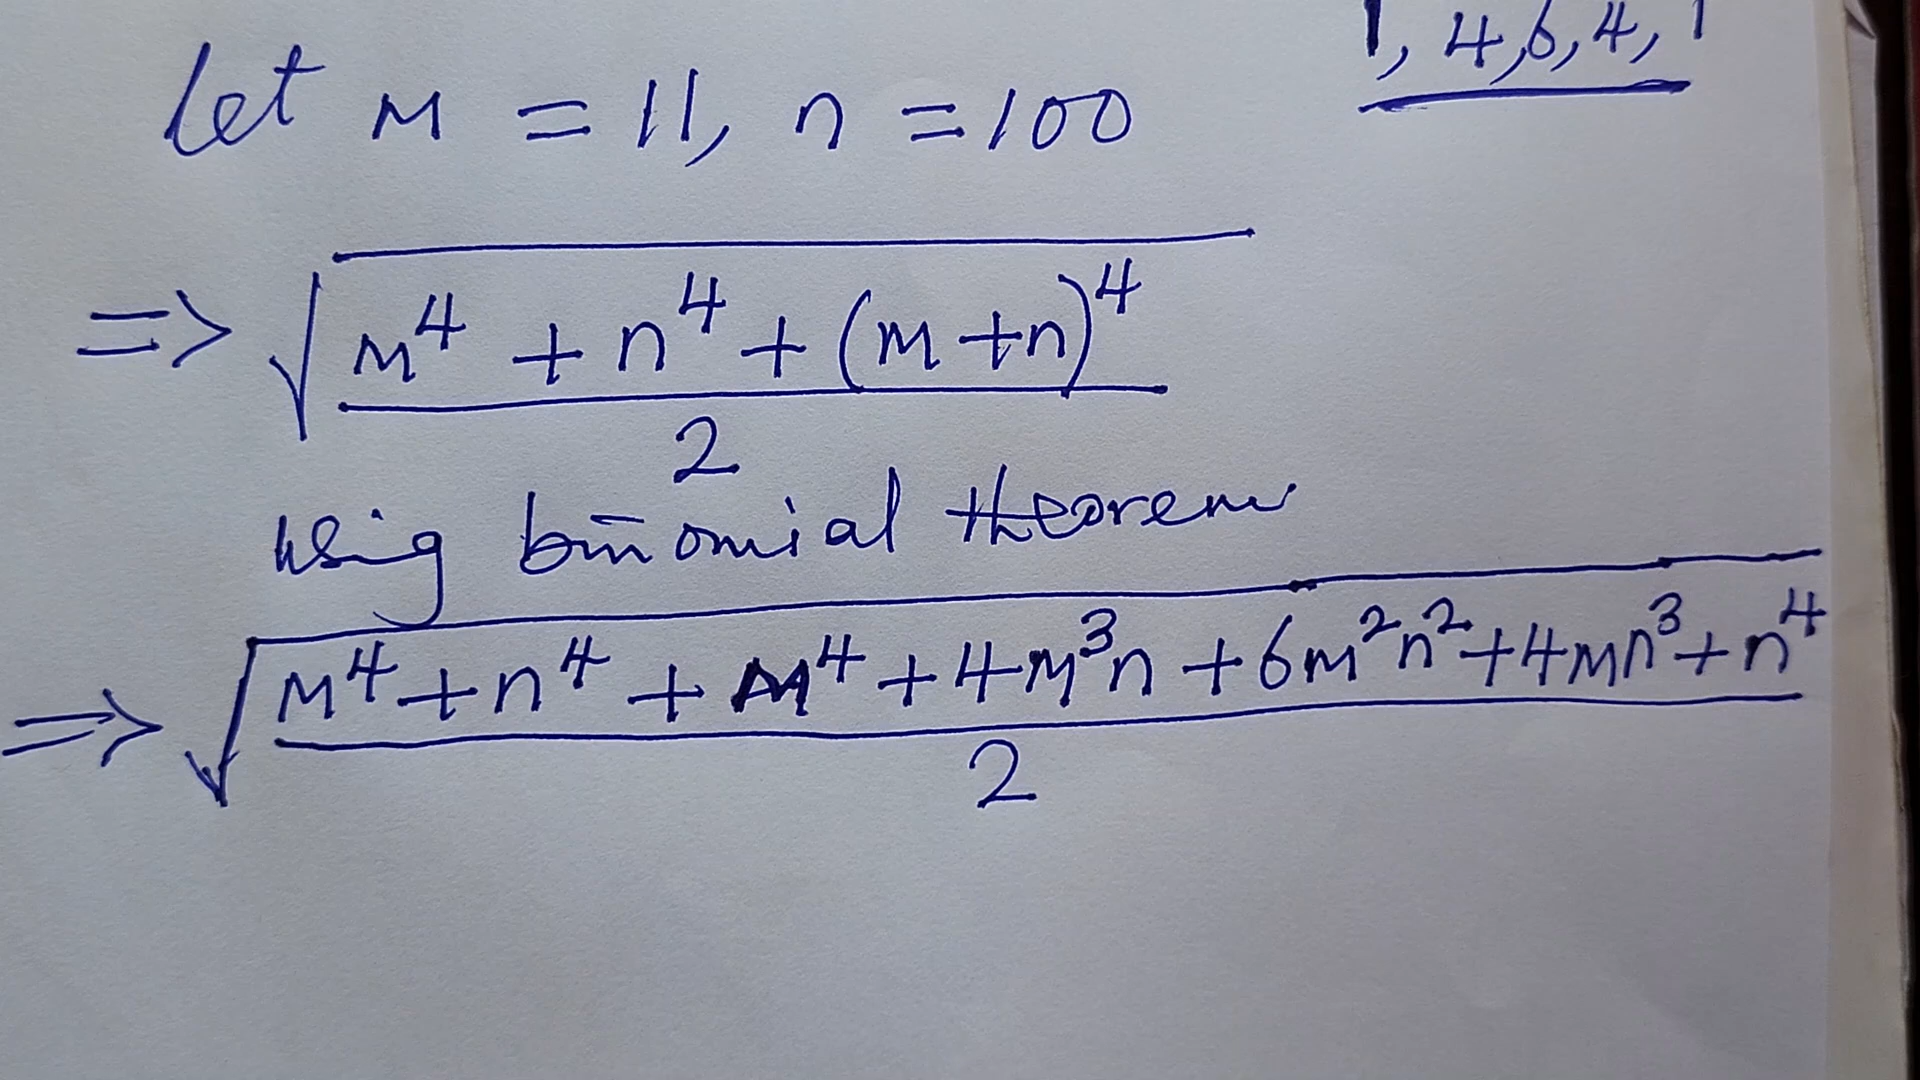 1, 4, 6, 4, 1
Let m = 11, n = 100
=> √((m⁴ + n⁴ + (m+n)⁴)/2)
using binomial theorem
=> √((m⁴ + n⁴ + m⁴ + 4m³n + 6m²n² + 4mn³ + n⁴)/2)